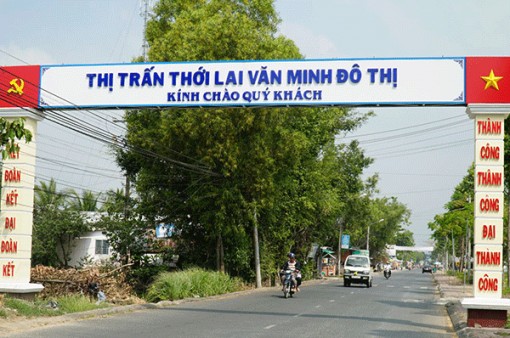 THỊ TRẤN THỚI LAI VĂN MINH ĐÔ THỊ
KÍNH CHÀO QUÝ KHÁCH
KẾT
ĐOÀN
KẾT
ĐẠI
ĐOÀN
KẾT
THÀNH
CÔNG
THÀNH
CÔNG
ĐẠI
THÀNH
CÔNG